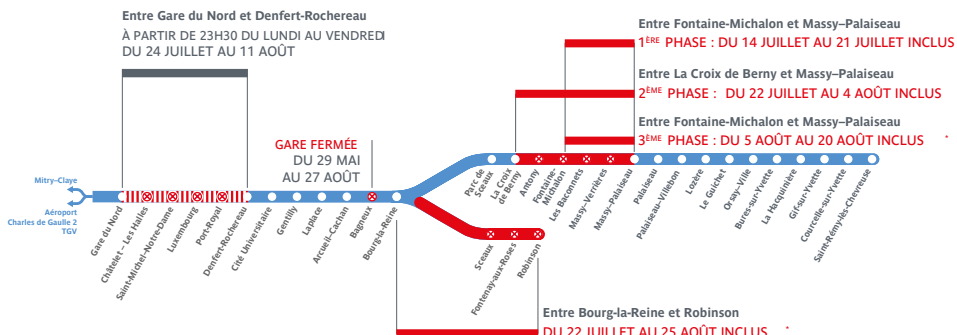 Entre Gare du Nord et Denfert-Rochereau
À PARTIR DE 23H30 DU LUNDI AU VENDREDI
DU 24 JUILLET AU 11 AOÛT
Entre Fontaine-Michalon et Massy–Palaiseau
1ÈRE PHASE : DU 14 JUILLET AU 21 JUILLET INCLUS
Entre La Croix de Berny et Massy–Palaiseau
2ÈME PHASE : DU 22 JUILLET AU 4 AOÛT INCLUS
Entre Fontaine-Michalon et Massy–Palaiseau
3ÈME PHASE : DU 5 AOÛT AU 20 AOÛT INCLUS *
GARE FERMÉE
DU 29 MAI
AU 27 AOÛT
Mitry-Claye
Aéroport
Charles de Gaulle 2
TGV
Gare du Nord
Châtelet – Les Halles
Saint-Michel–Notre-Dame
Luxembourg
Port-Royal
Denfert-Rochereau
Cité Universitaire
Gentilly
Laplace
Arcueil–Cachan
Bagneux
Bourg-la-Reine
Parc de
Sceaux
La Croix
de Berny
Antony
Fontaine-
Michalon
Les Baconnets
Massy–Verrières
Massy–Palaiseau
Palaiseau
Palaiseau–Villebon
Lozère
Le Guichet
Orsay–Ville
Bures-sur-Yvette
La Hacquinière
Gif-sur-Yvette
Courcelle-sur-Yvette
Saint-Rémy-lès-Chevreuse
Sceaux
Fontenay-aux-Roses
Robinson
Entre Bourg-la-Reine et Robinson
DU 22 JUILLET AU 25 AOÛT INCLUS *